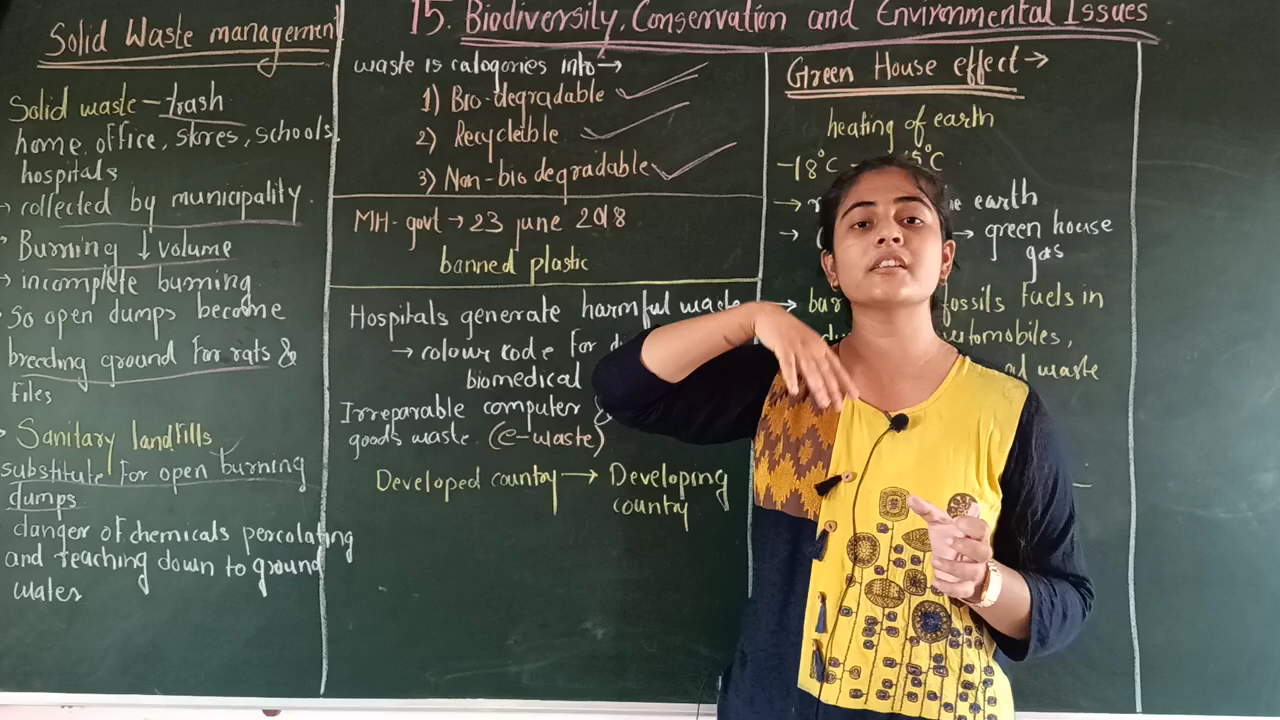 15. Biodiversity, Conservation and Environmental Issues
Solid Waste management
Solid waste – trash
home, office, stores, schools,
hospitals
→ collected by municipality.
Burning ↓ volume
→ incomplete burning
So open dumps become
breeding ground for rats &
files
Sanitary landfills
substitute for open burning
dumps
danger of chemicals percolating
and reaching down to ground
water
waste is catogories into →
1) Bio-degradable
2) Recycleible
3) Non-bio degradable
MH- govt → 23 june 2018
banned plastic
Hospitals generate harmful waste
→ colour code for
biomedical
Irreparable computer &
goods waste. (e-waste)
Developed country → Developing
country
Green House effect →
heating of earth
-18°C 5°C
→ earth
→ → green house
gas
→ fossils fuels in
automobiles,
waste